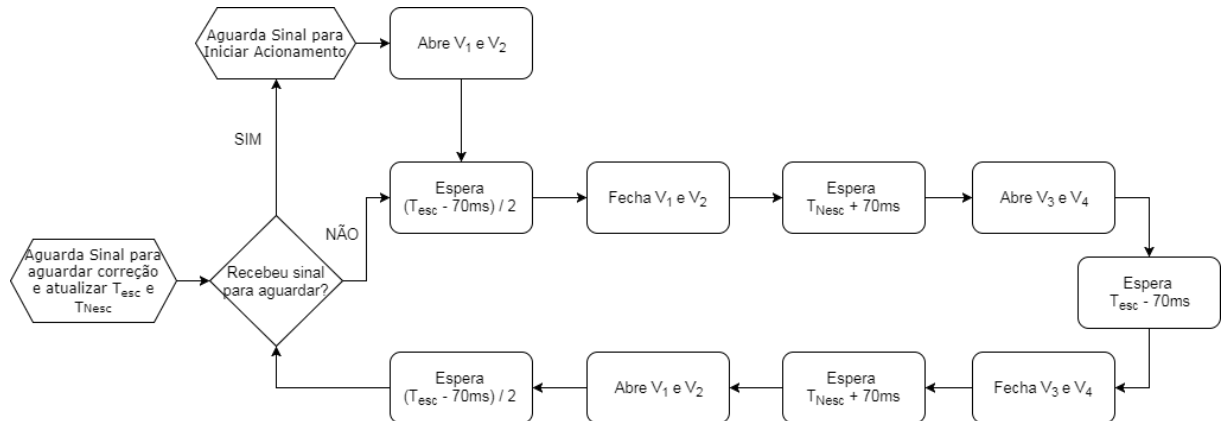 Aguarda Sinal para
Iniciar Acionamento
Abre V₁ e V₂
SIM
Espera
(Tesc - 70ms) / 2
Fecha V₁ e V₂
Espera
TNesc + 70ms
Abre V₃ e V₄
NÃO
Aguarda Sinal para
aguardar correção
e atualizar Tesc e
TNesc
Recebeu sinal
para aguardar?
Espera
Tesc - 70ms
Espera
(Tesc - 70ms) / 2
Abre V₁ e V₂
Espera
TNesc + 70ms
Fecha V₃ e V₄